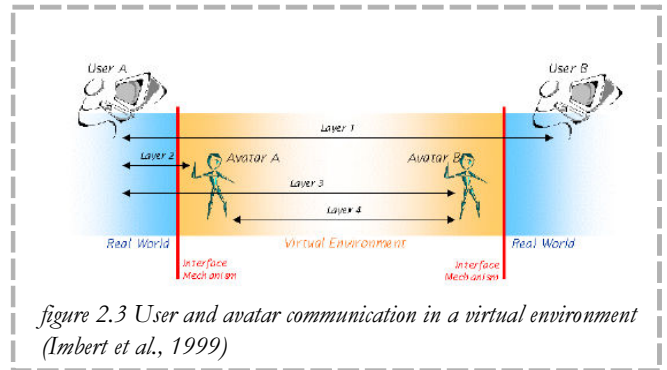 User A
User B
Layer 1
Layer 2
Avatar A
Avatar B
Layer 3
Layer 4
Real World
Virtual Environment
Real World
Interface
Mechanism
Interface
Mechanism
figure 2.3 User and avatar communication in a virtual environment
(Imbert et al., 1999)